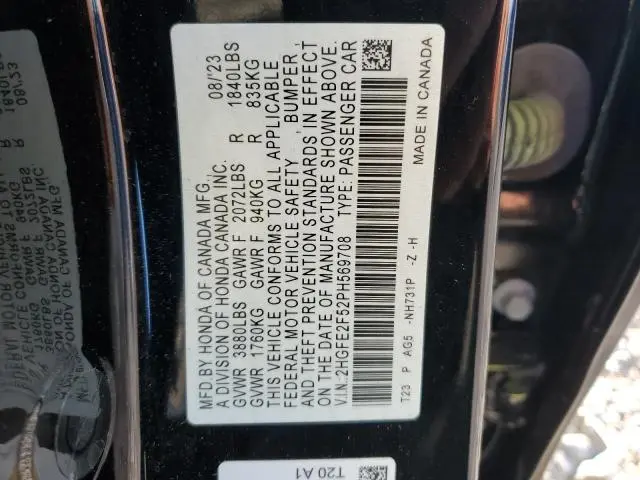 MFD. BY HONDA OF CANADA MFG. 08/'23
A DIVISION OF HONDA CANADA INC.
GVWR 3880LBS GAWR F 2072LBS R 1840LBS
GVWR 1760KG GAWR F 940KG R 835KG
THIS VEHICLE CONFORMS TO ALL APPLICABLE
FEDERAL MOTOR VEHICLE SAFETY , BUMPER,
AND THEFT PREVENTION STANDARDS IN EFFECT
ON THE DATE OF MANUFACTURE SHOWN ABOVE.
V.I.N.: 2HGFE2F52PH569708 TYPE: PASSENGER CAR
T23 P AG5 -NH731P -Z -H MADE IN CANADA
T20 A1